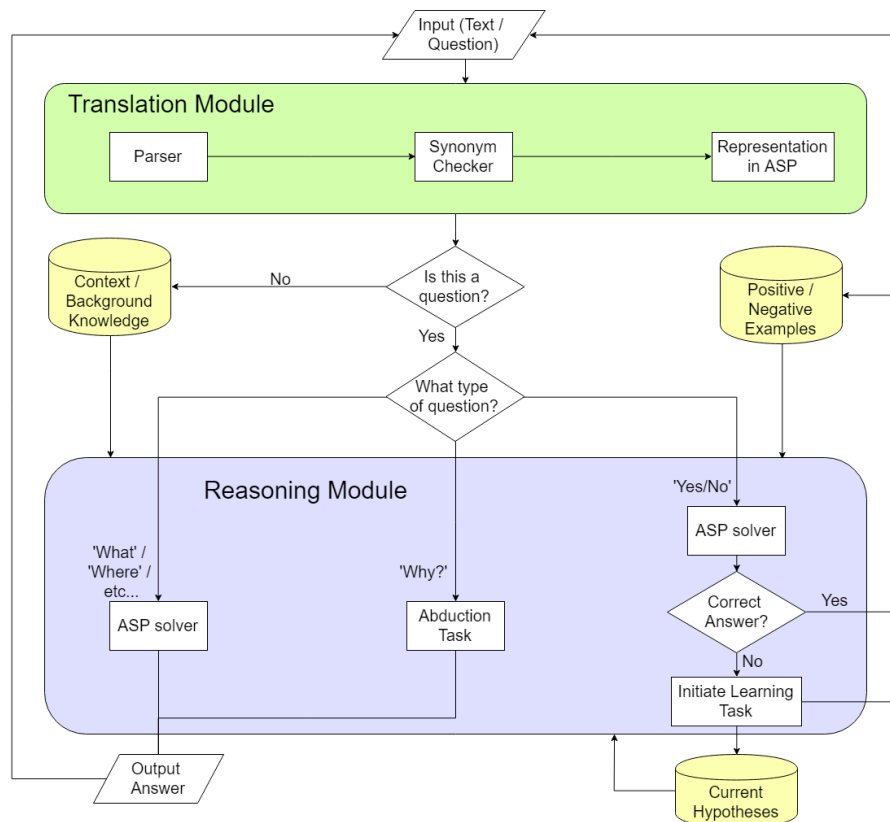 Input (Text /
Question)
Translation Module
Parser
Synonym
Checker
Representation
in ASP
Context /
Background
Knowledge
No
Is this a
question?
Positive /
Negative
Examples
Yes
What type
of question?
Reasoning Module
'Yes/No'
ASP solver
'What' /
'Where' /
etc...
'Why?'
ASP solver
Abduction
Task
Correct
Answer?
Yes
No
Initiate Learning
Task
Output
Answer
Current
Hypotheses